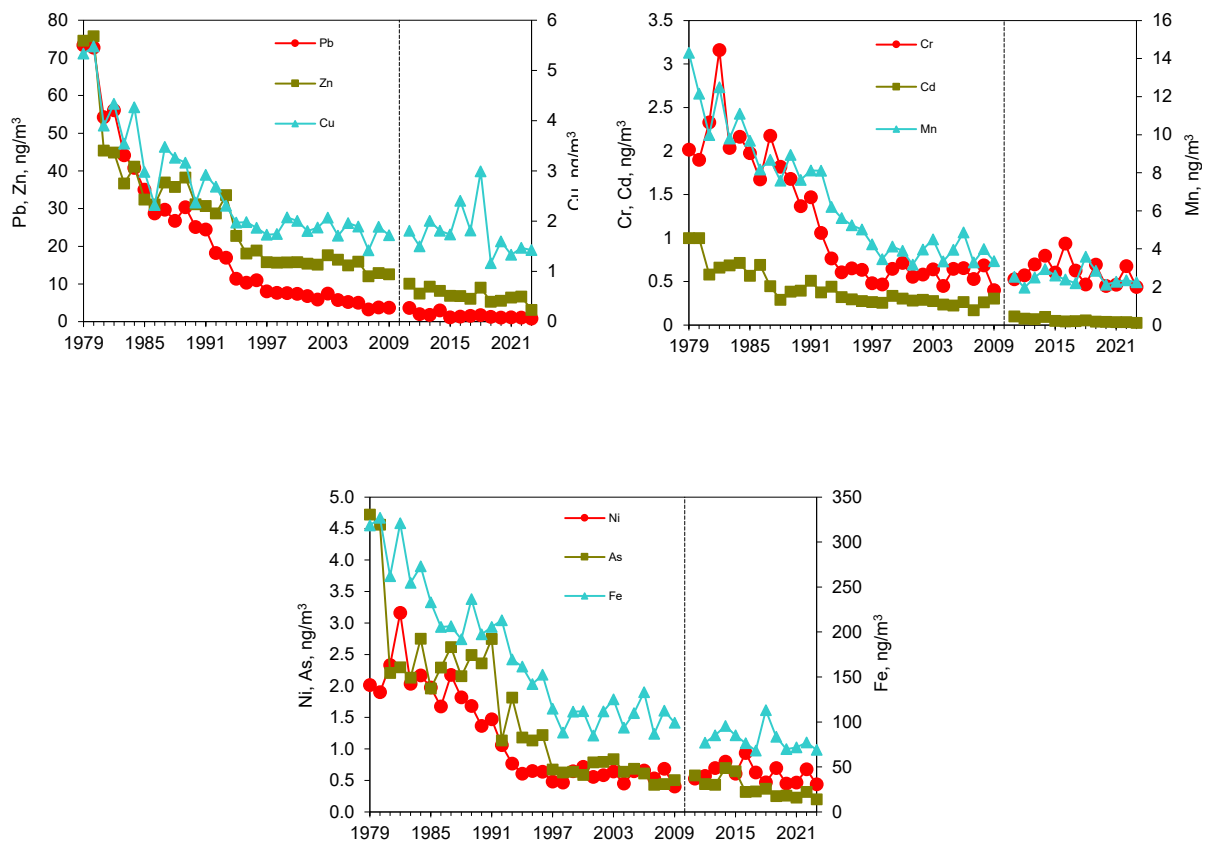 80 70 60 50 40 30 20 10 0
Pb, Zn, ng/m³
Pb
Zn
Cu
6 5 4 3 2 1 0
Cu, ng/m³
1979 1985 1991 1997 2003 2009 2015 2021
3.5 3 2.5 2 1.5 1 0.5 0
Cr, Cd, ng/m³
Cr
Cd
Mn
16 14 12 10 8 6 4 2 0
Mn, ng/m³
1979 1985 1991 1997 2003 2009 2015 2021
5.0 4.5 4.0 3.5 3.0 2.5 2.0 1.5 1.0 0.5 0.0
Ni, As, ng/m³
Ni
As
Fe
350 300 250 200 150 100 50 0
Fe, ng/m³
1979 1985 1991 1997 2003 2009 2015 2021